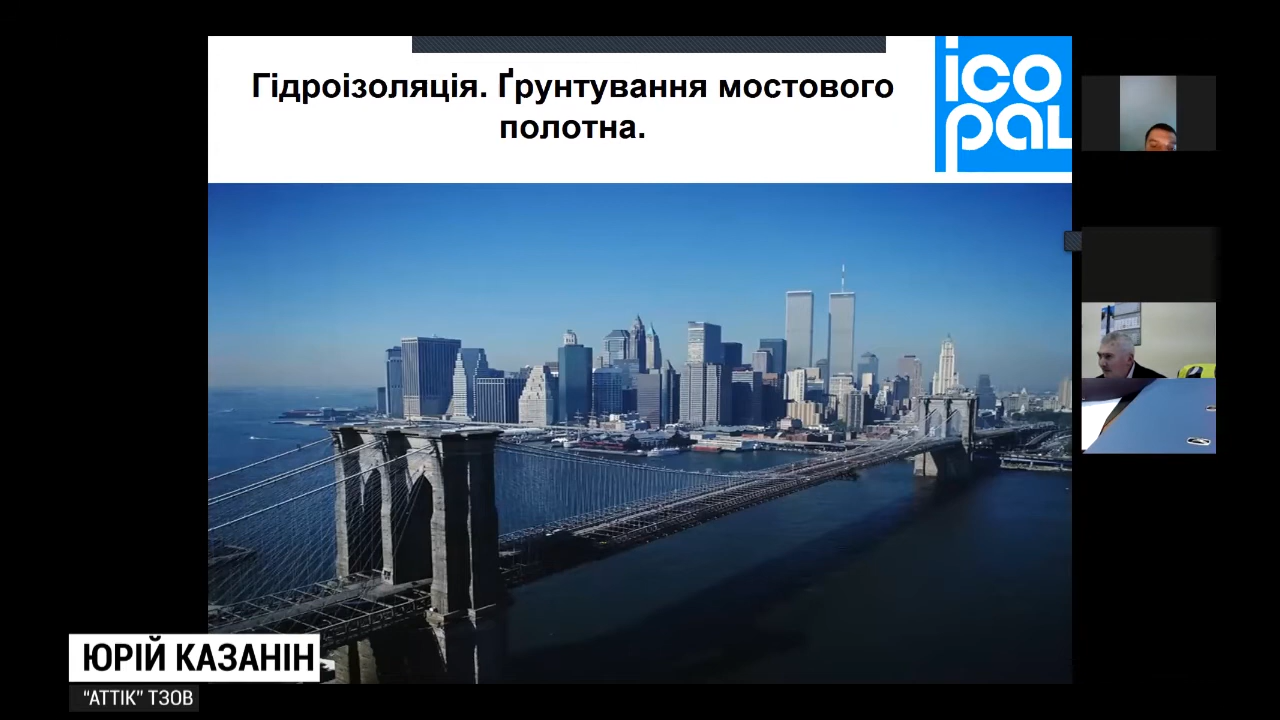 Гідроізоляція. Ґрунтування мостового
полотна.
ico
pal
ЮРІЙ КАЗАНІН
“АТТІК” ТЗОВ